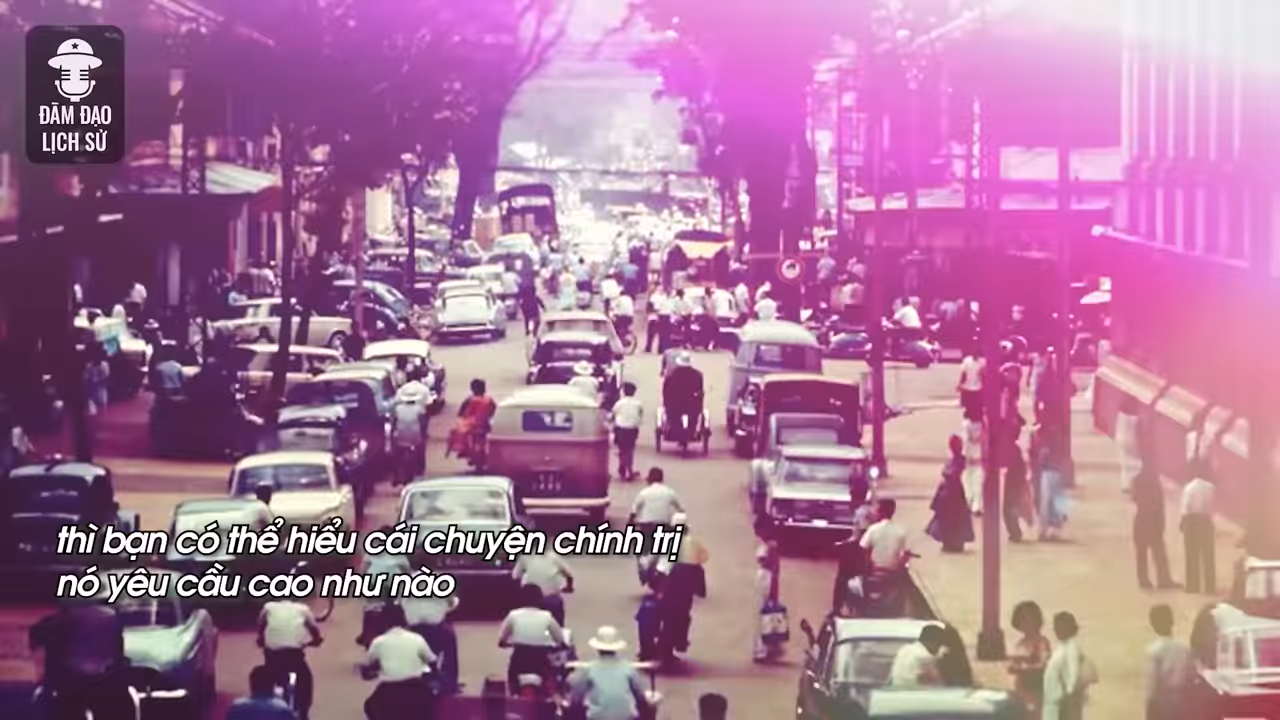 ĐÀM ĐẠO
LỊCH SỬ
thì bạn có thể hiểu cái chuyện chính trị
nó yêu cầu cao như nào